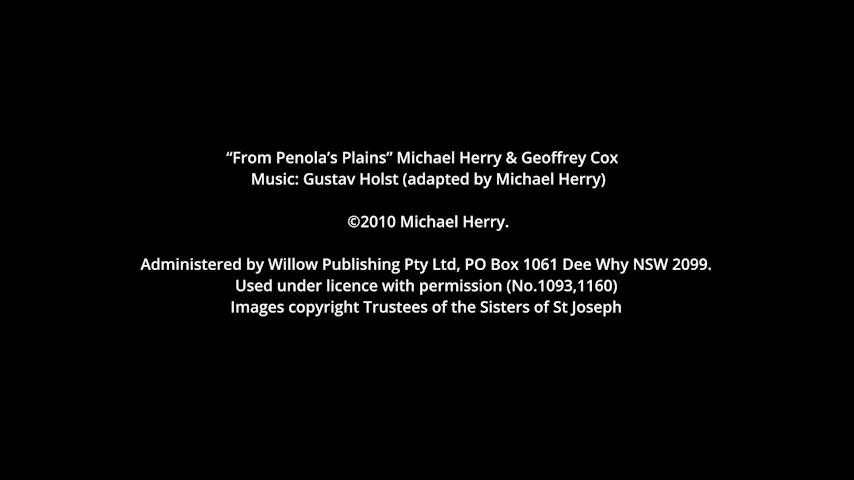 “From Penola’s Plains” Michael Herry & Geoffrey Cox
Music: Gustav Holst (adapted by Michael Herry)
©2010 Michael Herry.
Administered by Willow Publishing Pty Ltd, PO Box 1061 Dee Why NSW 2099.
Used under licence with permission (No.1093,1160)
Images copyright Trustees of the Sisters of St Joseph